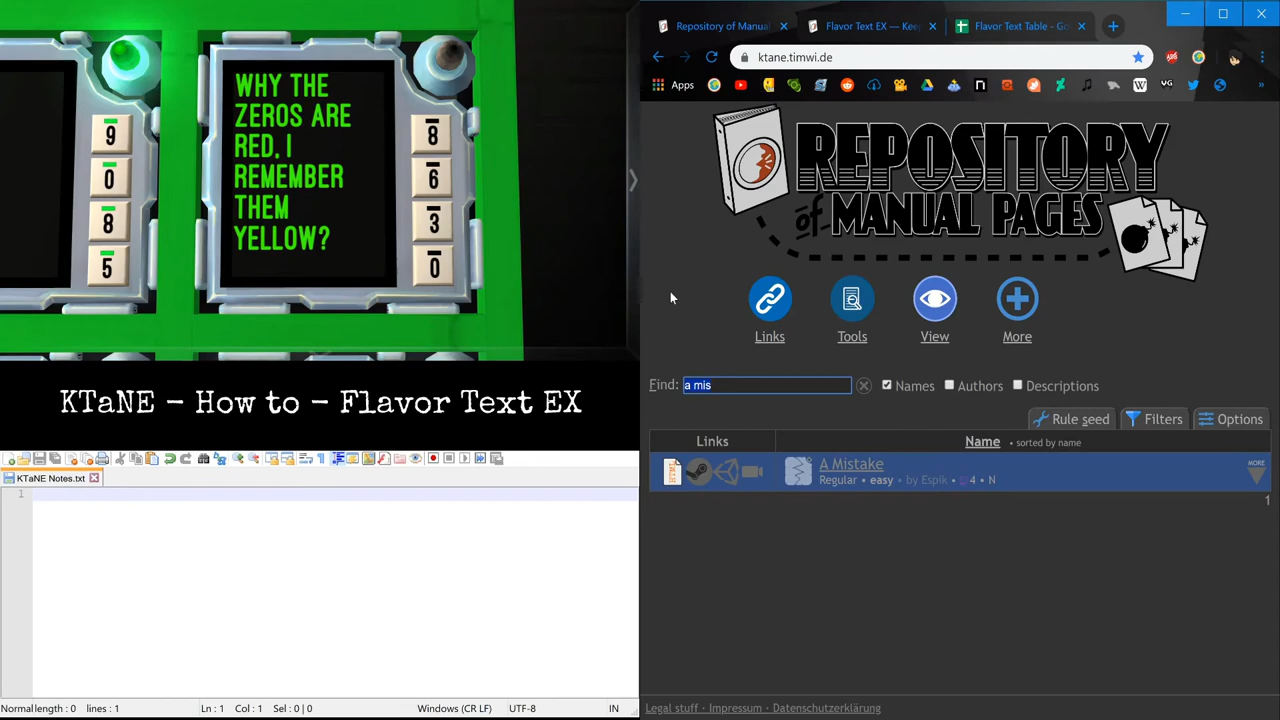 9
0
8
5
WHY THE
ZEROS ARE
RED, I
REMEMBER
THEM
YELLOW?
8
6
3
0
KTaNE - How to - Flavor Text EX
KTaNE Notes.txt
1
Normal length : 0 lines : 1 Ln : 1 Col : 1 Sel : 0 | 0 Windows (CR LF) UTF-8 IN
Repository of Manual
Flavor Text EX — Kee
Flavor Text Table - Go
ktane.timwi.de
Apps
REPOSITORY
of MANUAL PAGES
Links
Tools
View
More
Find: a mis Names Authors Descriptions
Rule seed Filters Options
Links Name • sorted by name
A Mistake
Regular • easy • by Espik • 4 • N
MORE
1
Legal stuff · Impressum · Datenschutzerklärung